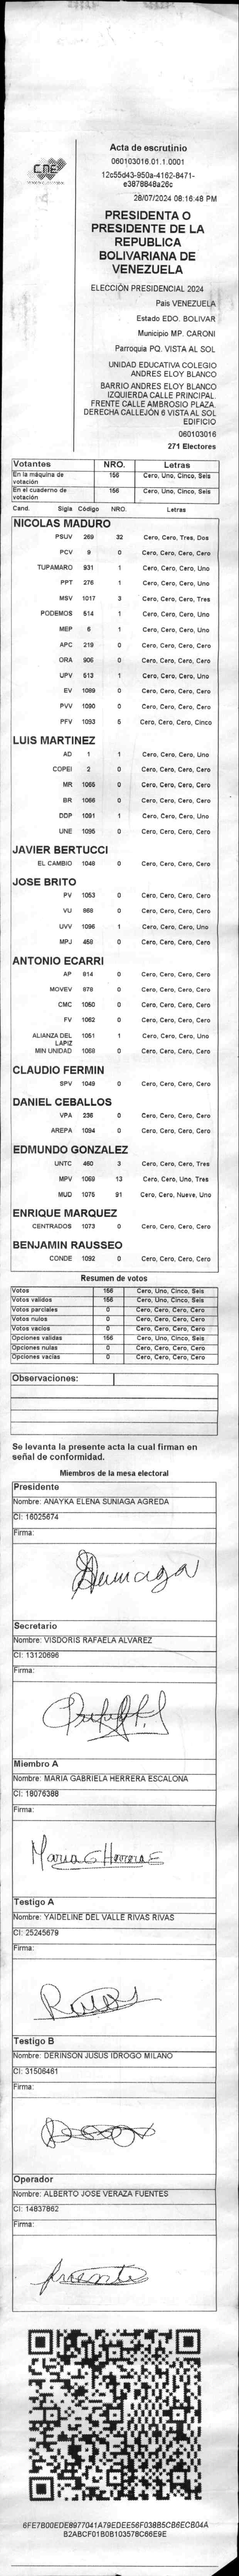 CNE
Acta de escrutinio
060103016.01.1.0001
12c55d43-950a-4162-8471-
e3878848a26c
28/07/2024 08:16:48 PM
PRESIDENTA O
PRESIDENTE DE LA
REPUBLICA
BOLIVARIANA DE
VENEZUELA
ELECCIÓN PRESIDENCIAL 2024
Pais VENEZUELA
Estado EDO. BOLIVAR
Municipio MP. CARONI
Parroquia PQ. VISTA AL SOL
UNIDAD EDUCATIVA COLEGIO
ANDRES ELOY BLANCO
BARRIO ANDRES ELOY BLANCO
IZQUIERDA CALLE PRINCIPAL.
FRENTE CALLE AMBROSIO PLAZA.
DERECHA CALLEJÓN 6 VISTA AL SOL
EDIFICIO
060103016
271 Electores
Votantes NRO. Letras
En la máquina de votación 156 Cero, Uno, Cinco, Seis
En el cuaderno de votación 156 Cero, Uno, Cinco, Seis
Cand. Sigla Código NRO. Letras
NICOLAS MADURO
PSUV 269 32 Cero, Cero, Tres, Dos
PCV 9 0 Cero, Cero, Cero, Cero
TUPAMARO 931 1 Cero, Cero, Cero, Uno
PPT 276 1 Cero, Cero, Cero, Uno
MSV 1017 3 Cero, Cero, Cero, Tres
PODEMOS 514 1 Cero, Cero, Cero, Uno
MEP 6 1 Cero, Cero, Cero, Uno
APC 219 0 Cero, Cero, Cero, Cero
ORA 906 0 Cero, Cero, Cero, Cero
UPV 513 1 Cero, Cero, Cero, Uno
EV 1089 0 Cero, Cero, Cero, Cero
PVV 1090 0 Cero, Cero, Cero, Cero
PFV 1093 5 Cero, Cero, Cero, Cinco
LUIS MARTINEZ
AD 1 1 Cero, Cero, Cero, Uno
COPEI 2 0 Cero, Cero, Cero, Cero
MR 1065 0 Cero, Cero, Cero, Cero
BR 1066 0 Cero, Cero, Cero, Cero
DDP 1091 1 Cero, Cero, Cero, Uno
UNE 1095 0 Cero, Cero, Cero, Cero
JAVIER BERTUCCI
EL CAMBIO 1048 0 Cero, Cero, Cero, Cero
JOSE BRITO
PV 1053 0 Cero, Cero, Cero, Cero
VU 868 0 Cero, Cero, Cero, Cero
UVV 1096 1 Cero, Cero, Cero, Uno
MPJ 458 0 Cero, Cero, Cero, Cero
ANTONIO ECARRI
AP 814 0 Cero, Cero, Cero, Cero
MOVEV 978 0 Cero, Cero, Cero, Cero
CMC 1050 0 Cero, Cero, Cero, Cero
FV 1062 0 Cero, Cero, Cero, Cero
ALIANZA DEL LAPIZ 1051 1 Cero, Cero, Cero, Uno
MIN UNIDAD 1068 0 Cero, Cero, Cero, Cero
CLAUDIO FERMIN
SPV 1049 0 Cero, Cero, Cero, Cero
DANIEL CEBALLOS
VPA 236 0 Cero, Cero, Cero, Cero
AREPA 1094 0 Cero, Cero, Cero, Cero
EDMUNDO GONZALEZ
UNTC 460 3 Cero, Cero, Cero, Tres
MPV 1069 13 Cero, Cero, Uno, Tres
MUD 1075 91 Cero, Cero, Nueve, Uno
ENRIQUE MARQUEZ
CENTRADOS 1073 0 Cero, Cero, Cero, Cero
BENJAMIN RAUSSEO
CONDE 1092 0 Cero, Cero, Cero, Cero
Resumen de votos
Votos 156 Cero, Uno, Cinco, Seis
Votos validos 156 Cero, Uno, Cinco, Seis
Votos parciales 0 Cero, Cero, Cero, Cero
Votos nulos 0 Cero, Cero, Cero, Cero
Votos vacios 0 Cero, Cero, Cero, Cero
Opciones validas 156 Cero, Uno, Cinco, Seis
Opciones nulas 0 Cero, Cero, Cero, Cero
Opciones vacias 0 Cero, Cero, Cero, Cero
Observaciones:
Se levanta la presente acta la cual firman en
señal de conformidad.
Miembros de la mesa electoral
Presidente
Nombre: ANAYKA ELENA SUNIAGA AGREDA
CI: 16025674
Firma:
Suniaga
Secretario
Nombre: VISDORIS RAFAELA ALVAREZ
CI: 13120696
Firma:
Miembro A
Nombre: MARIA GABRIELA HERRERA ESCALONA
CI: 18076388
Firma:
Maria G Herrera E
Testigo A
Nombre: YAIDELINE DEL VALLE RIVAS RIVAS
CI: 25245679
Firma:
Rivas
Testigo B
Nombre: DERINSON JUSUS IDROGO MILANO
CI: 31506461
Firma:
Operador
Nombre: ALBERTO JOSE VERAZA FUENTES
CI: 14837862
Firma:
6FE7B00EDE8977041A79EDEE56F038B5CB6ECB04A
B2ABCF01B0B103578C66E9E